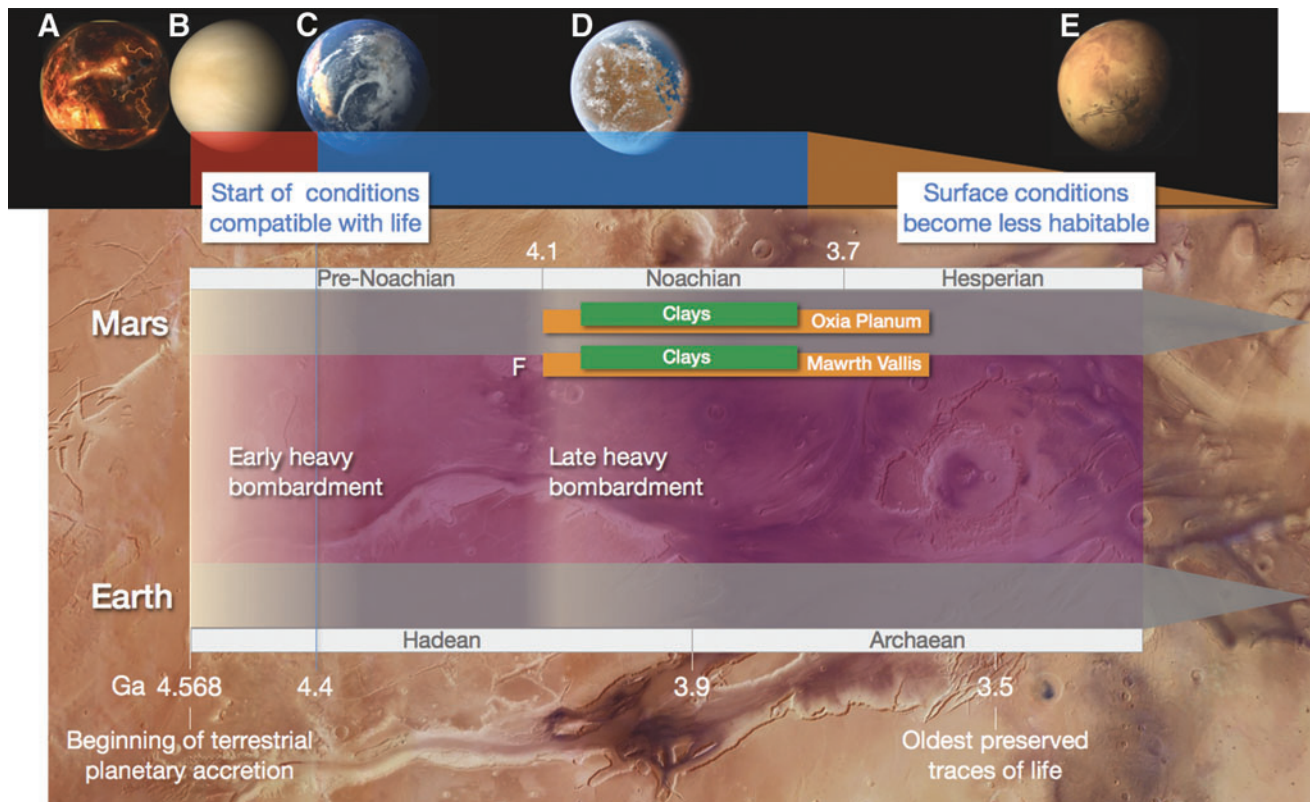 A
B
C
D
E
Start of conditions
compatible with life
Surface conditions
become less habitable
4.1
3.7
Pre-Noachian
Noachian
Hesperian
Mars
Clays
Oxia Planum
F
Clays
Mawrth Vallis
Early heavy
bombardment
Late heavy
bombardment
Earth
Hadean
Archaean
Ga 4.568
4.4
3.9
3.5
Beginning of terrestrial
planetary accretion
Oldest preserved
traces of life